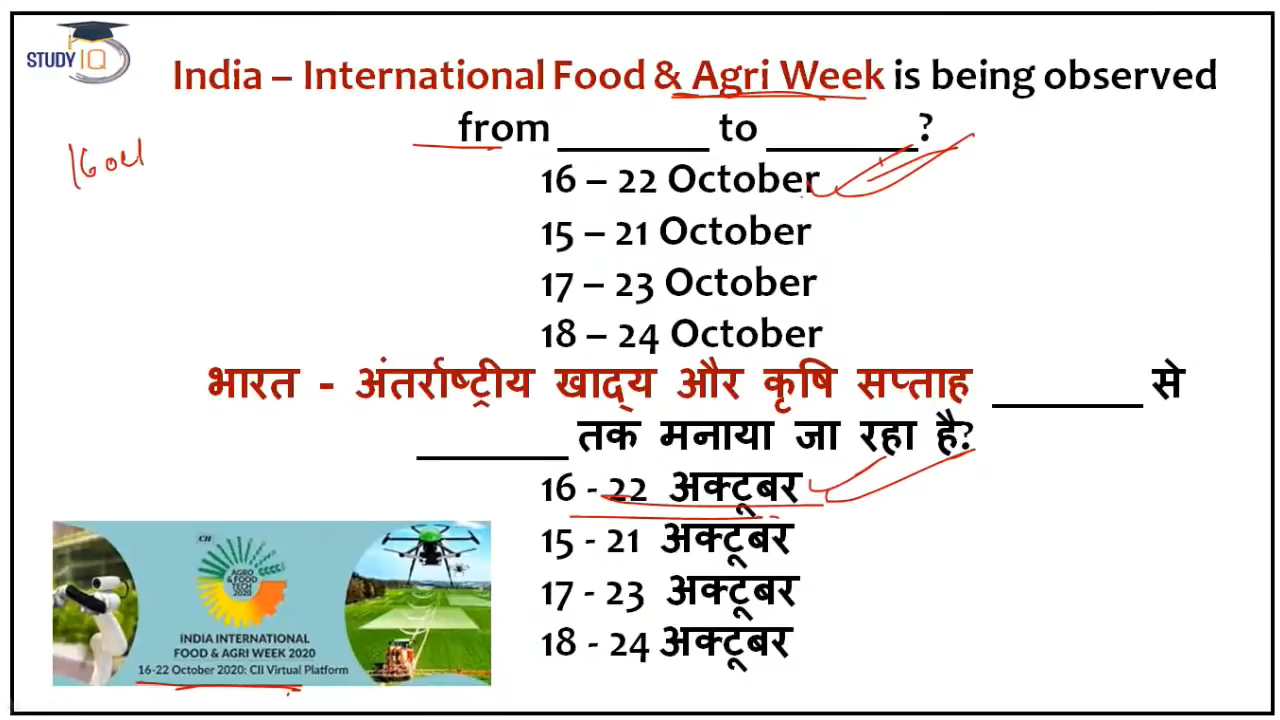 STUDY IQ
India – International Food & Agri Week is being observed
from ________ to ________?
16 oct
16 – 22 October
15 – 21 October
17 – 23 October
18 – 24 October
भारत - अंतर्राष्ट्रीय खाद्य और कृषि सप्ताह ________ से
________ तक मनाया जा रहा है?
16 - 22 अक्टूबर
15 - 21 अक्टूबर
17 - 23 अक्टूबर
18 - 24 अक्टूबर
CII
AGRO
& FOOD
TECH
2020
INDIA INTERNATIONAL
FOOD & AGRI WEEK 2020
16-22 October 2020: CII Virtual Platform